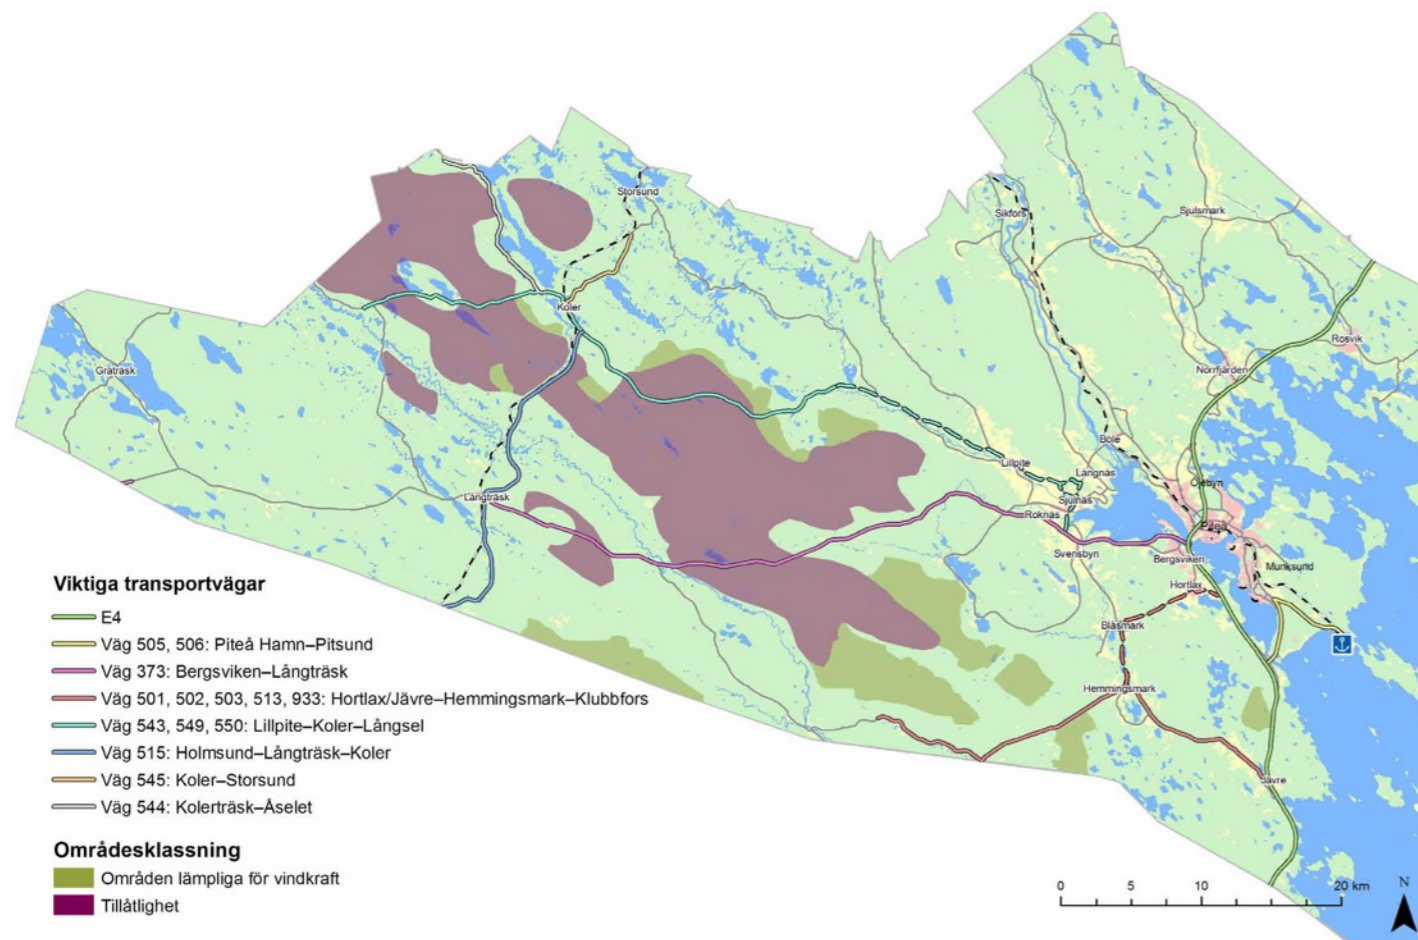 Storsund
Sikfors
Sjulsmark
Koler
Rosvik
Gråträsk
Norrfjärden
Bole
Lillpite
Långnäs
Öjebyn
Långträsk
Sjulnäs
Roknäs
Piteå
Svensbyn
Bergsviken
Munksund
Hortlax
Blåsmark
Hemmingsmark
Jävre
Viktiga transportvägar
E4
Väg 505, 506: Piteå Hamn–Pitsund
Väg 373: Bergsviken–Långträsk
Väg 501, 502, 503, 513, 933: Hortlax/Jävre–Hemmingsmark–Klubbfors
Väg 543, 549, 550: Lillpite–Koler–Långsel
Väg 515: Holmsund–Långträsk–Koler
Väg 545: Koler–Storsund
Väg 544: Kolerträsk–Åselet
Områdesklassning
Områden lämpliga för vindkraft
Tillåtlighet
0 5 10 20 km
N